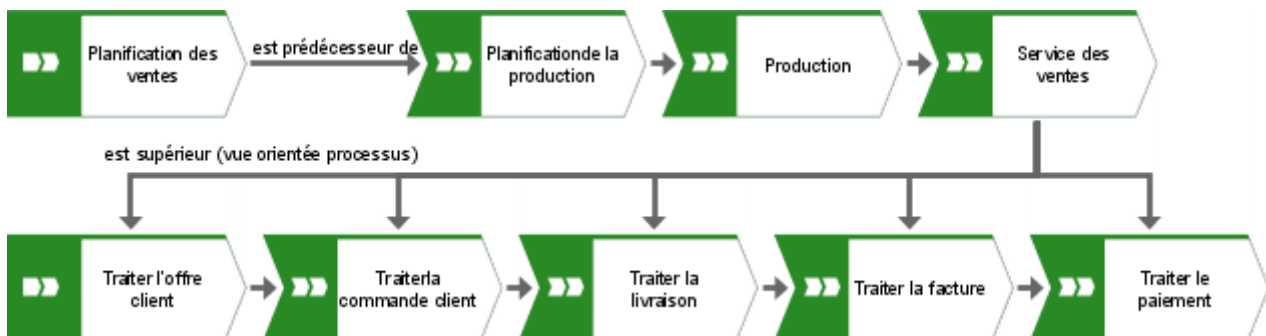 Planification des
ventes
est prédécesseur de
Planificationde la
production
Production
Service des
ventes
est supérieur (vue orientée processus)
Traiter l'offre
client
Traiterla
commande client
Traiter la
livraison
Traiter la facture
Traiter le
paiement